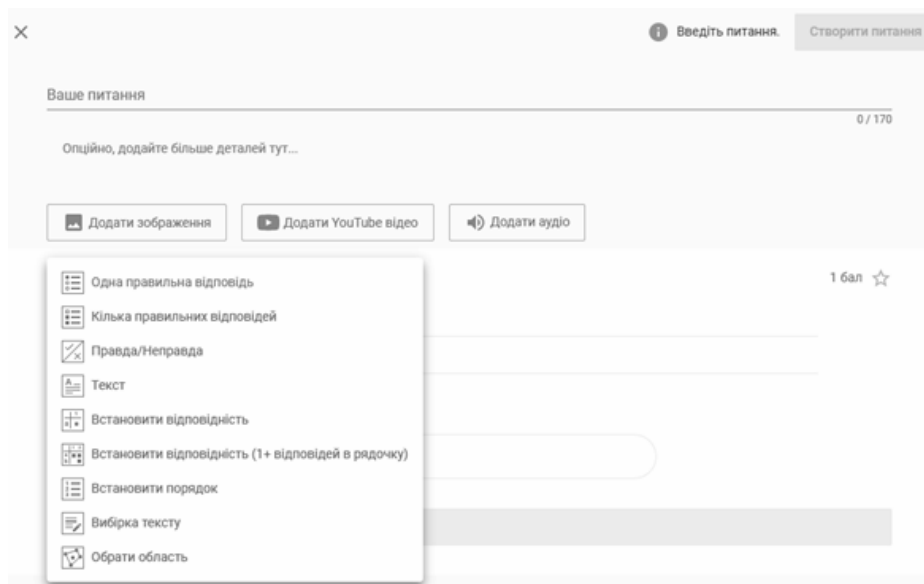 Введіть питання.
Створити питання
Ваше питання
0 / 170
Опційно, додайте більше деталей тут...
Додати зображення
Додати YouTube відео
Додати аудіо
Одна правильна відповідь
1 бал
Кілька правильних відповідей
Правда/Неправда
Текст
Встановити відповідність
Встановити відповідність (1+ відповідей в рядочку)
Встановити порядок
Вибірка тексту
Обрати область